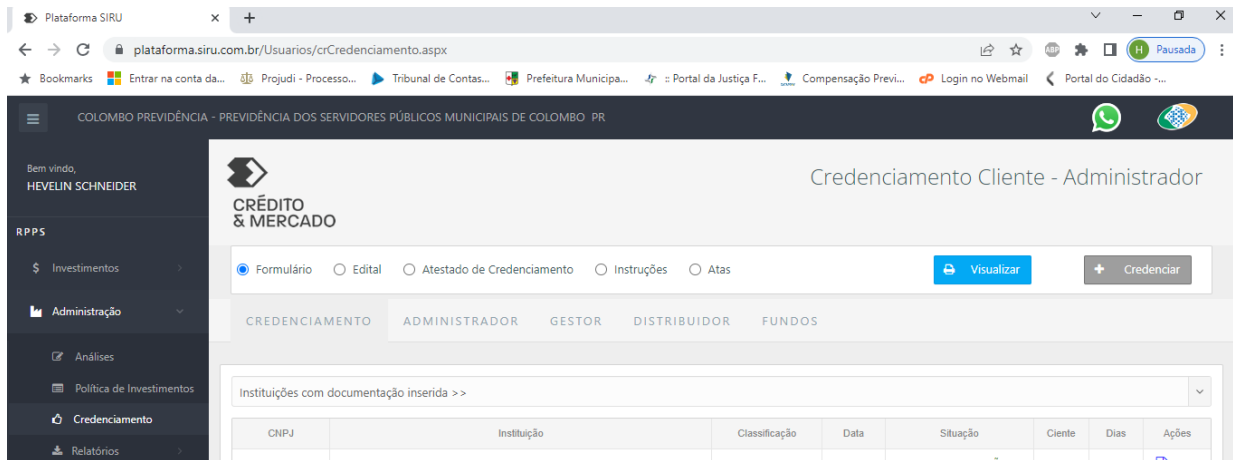 Plataforma SIRU
plataforma.siru.com.br/Usuarios/crCredenciamento.aspx
ABP
H Pausada
Bookmarks Entrar na conta da... Projudi - Processo... Tribunal de Contas... Prefeitura Municipa... :: Portal da Justiça F... Compensação Previ... cP Login no Webmail Portal do Cidadão -...
COLOMBO PREVIDÊNCIA - PREVIDÊNCIA DOS SERVIDORES PÚBLICOS MUNICIPAIS DE COLOMBO PR
Bem vindo,
HEVELIN SCHNEIDER
RPPS
$ Investimentos
Administração
Análises
Política de Investimentos
Credenciamento
Relatórios
CRÉDITO
& MERCADO
Credenciamento Cliente - Administrador
Formulário Edital Atestado de Credenciamento Instruções Atas Visualizar + Credenciar
CREDENCIAMENTO ADMINISTRADOR GESTOR DISTRIBUIDOR FUNDOS
Instituições com documentação inserida >>
CNPJ Instituição Classificação Data Situação Ciente Dias Ações